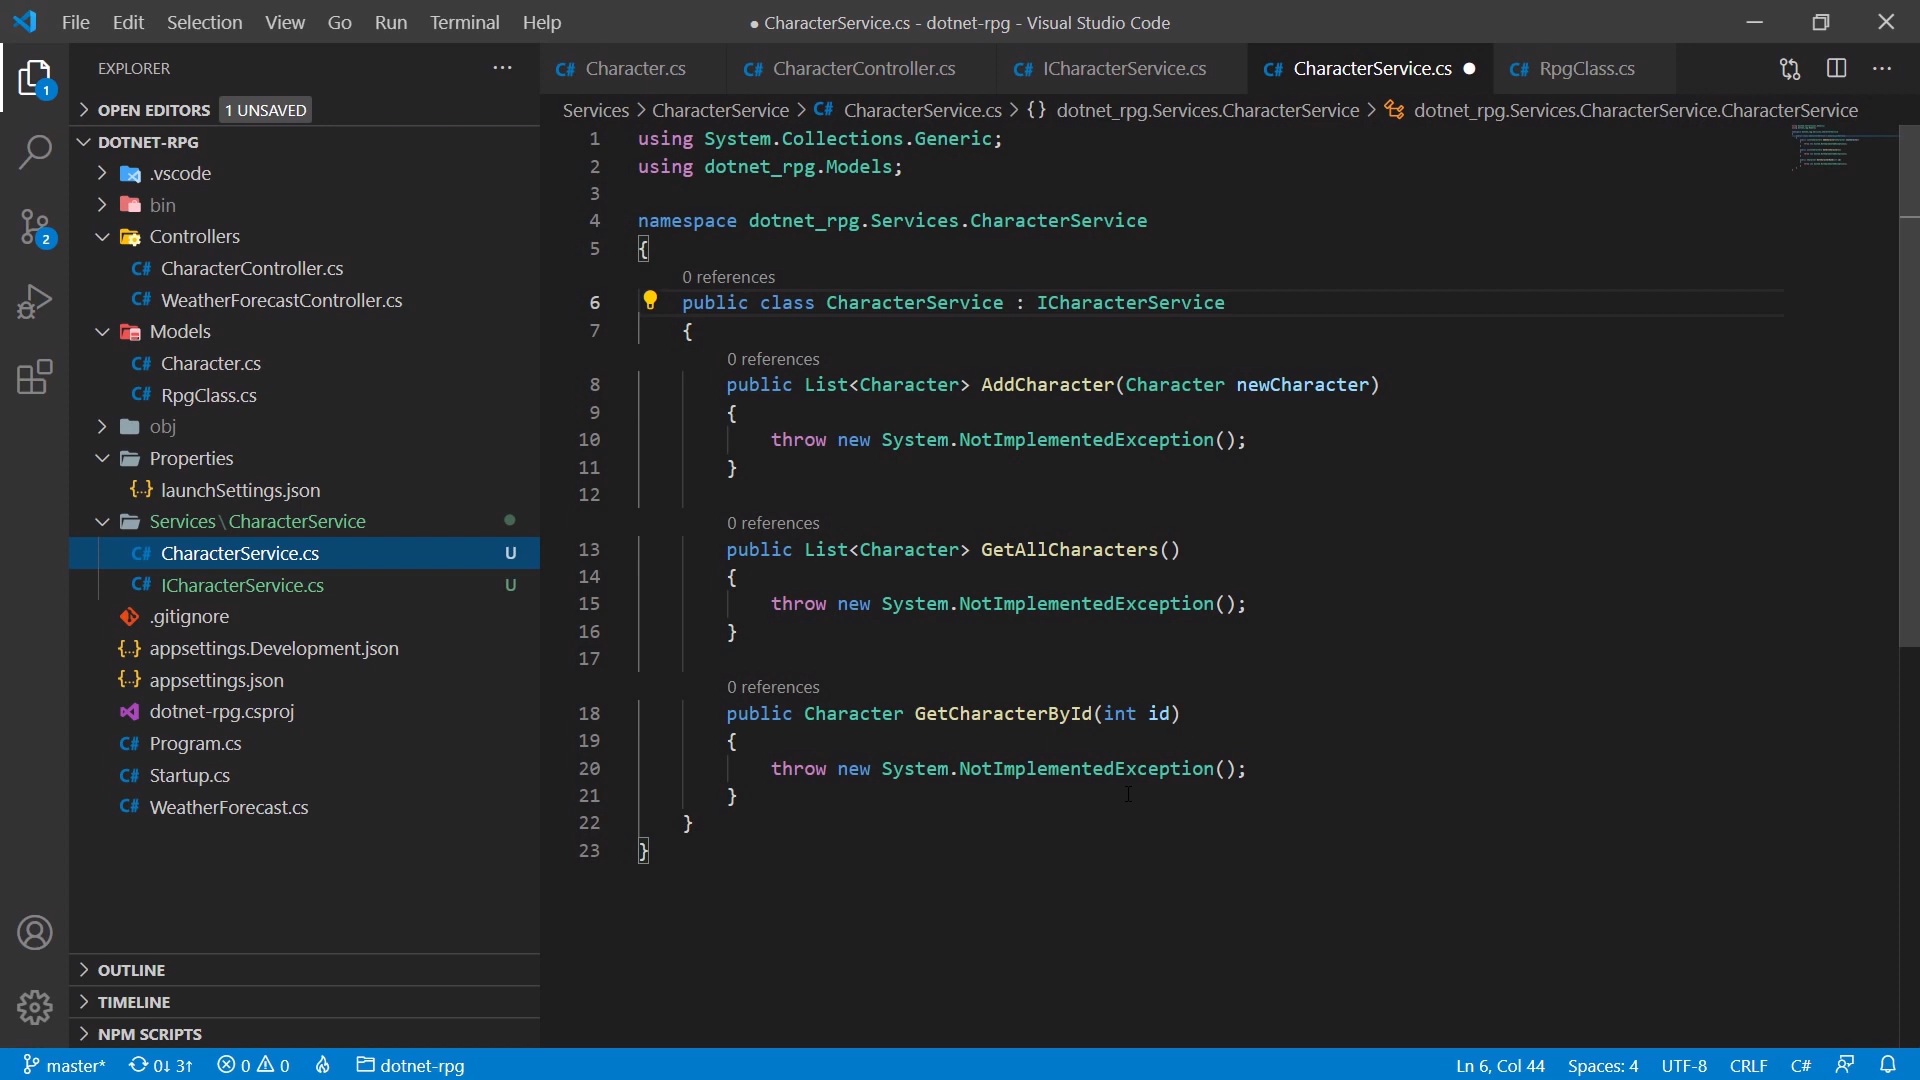 File Edit Selection View Go Run Terminal Help
● CharacterService.cs - dotnet-rpg - Visual Studio Code
1
2
EXPLORER
OPEN EDITORS 1 UNSAVED
DOTNET-RPG
.vscode
bin
Controllers
C# CharacterController.cs
C# WeatherForecastController.cs
Models
C# Character.cs
C# RpgClass.cs
obj
Properties
{..} launchSettings.json
Services\CharacterService
C# CharacterService.cs U
C# ICharacterService.cs U
.gitignore
{..} appsettings.Development.json
{..} appsettings.json
dotnet-rpg.csproj
C# Program.cs
C# Startup.cs
C# WeatherForecast.cs
OUTLINE
TIMELINE
NPM SCRIPTS
C# Character.cs C# CharacterController.cs C# ICharacterService.cs C# CharacterService.cs ● C# RpgClass.cs
Services > CharacterService > C# CharacterService.cs > {} dotnet_rpg.Services.CharacterService > dotnet_rpg.Services.CharacterService.CharacterService
1 using System.Collections.Generic;
2 using dotnet_rpg.Models;
3
4 namespace dotnet_rpg.Services.CharacterService
5 {
0 references
6 public class CharacterService : ICharacterService
7 {
0 references
8 public List<Character> AddCharacter(Character newCharacter)
9 {
10 throw new System.NotImplementedException();
11 }
12
0 references
13 public List<Character> GetAllCharacters()
14 {
15 throw new System.NotImplementedException();
16 }
17
0 references
18 public Character GetCharacterById(int id)
19 {
20 throw new System.NotImplementedException();
21 }
22 }
23 }
master* 0↓ 3↑ 0 0 dotnet-rpg Ln 6, Col 44 Spaces: 4 UTF-8 CRLF C#